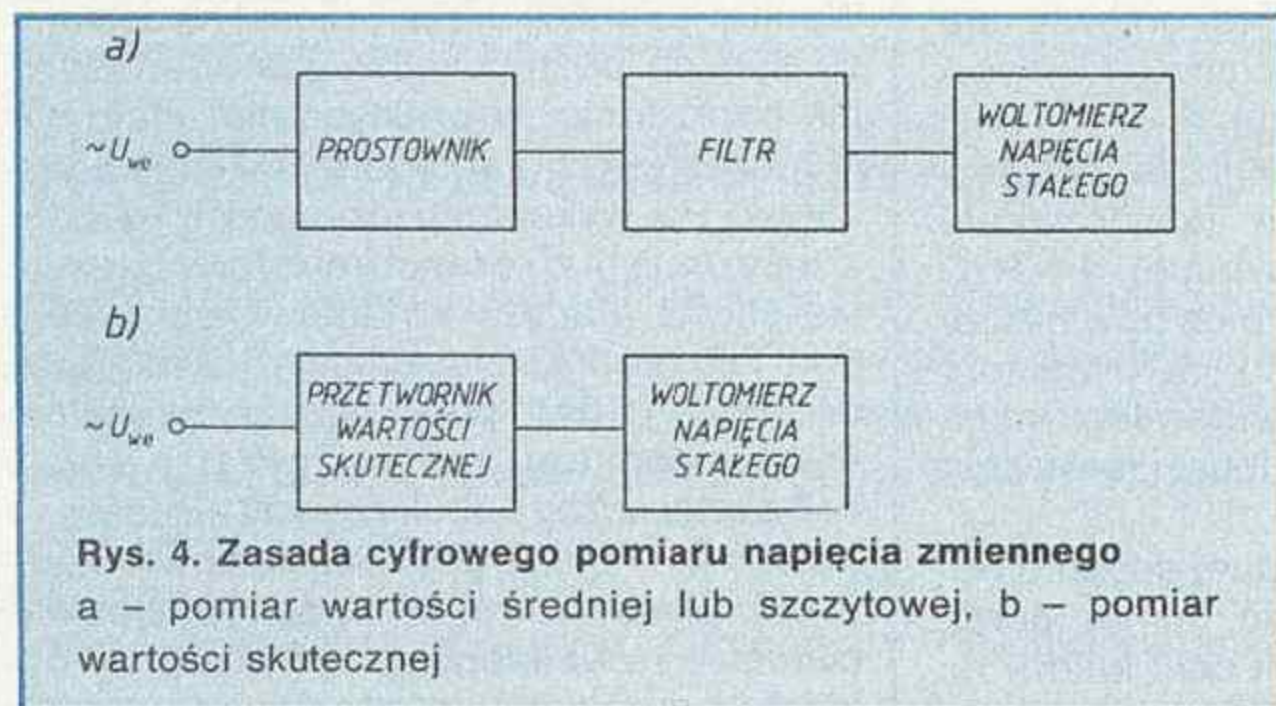 a)
~U_we
PROSTOWNIK
FILTR
WOLTOMIERZ
NAPIĘCIA
STAŁEGO
b)
~U_we
PRZETWORNIK
WARTOŚCI
SKUTECZNEJ
WOLTOMIERZ
NAPIĘCIA
STAŁEGO
Rys. 4. Zasada cyfrowego pomiaru napięcia zmiennego
a – pomiar wartości średniej lub szczytowej, b – pomiar
wartości skutecznej